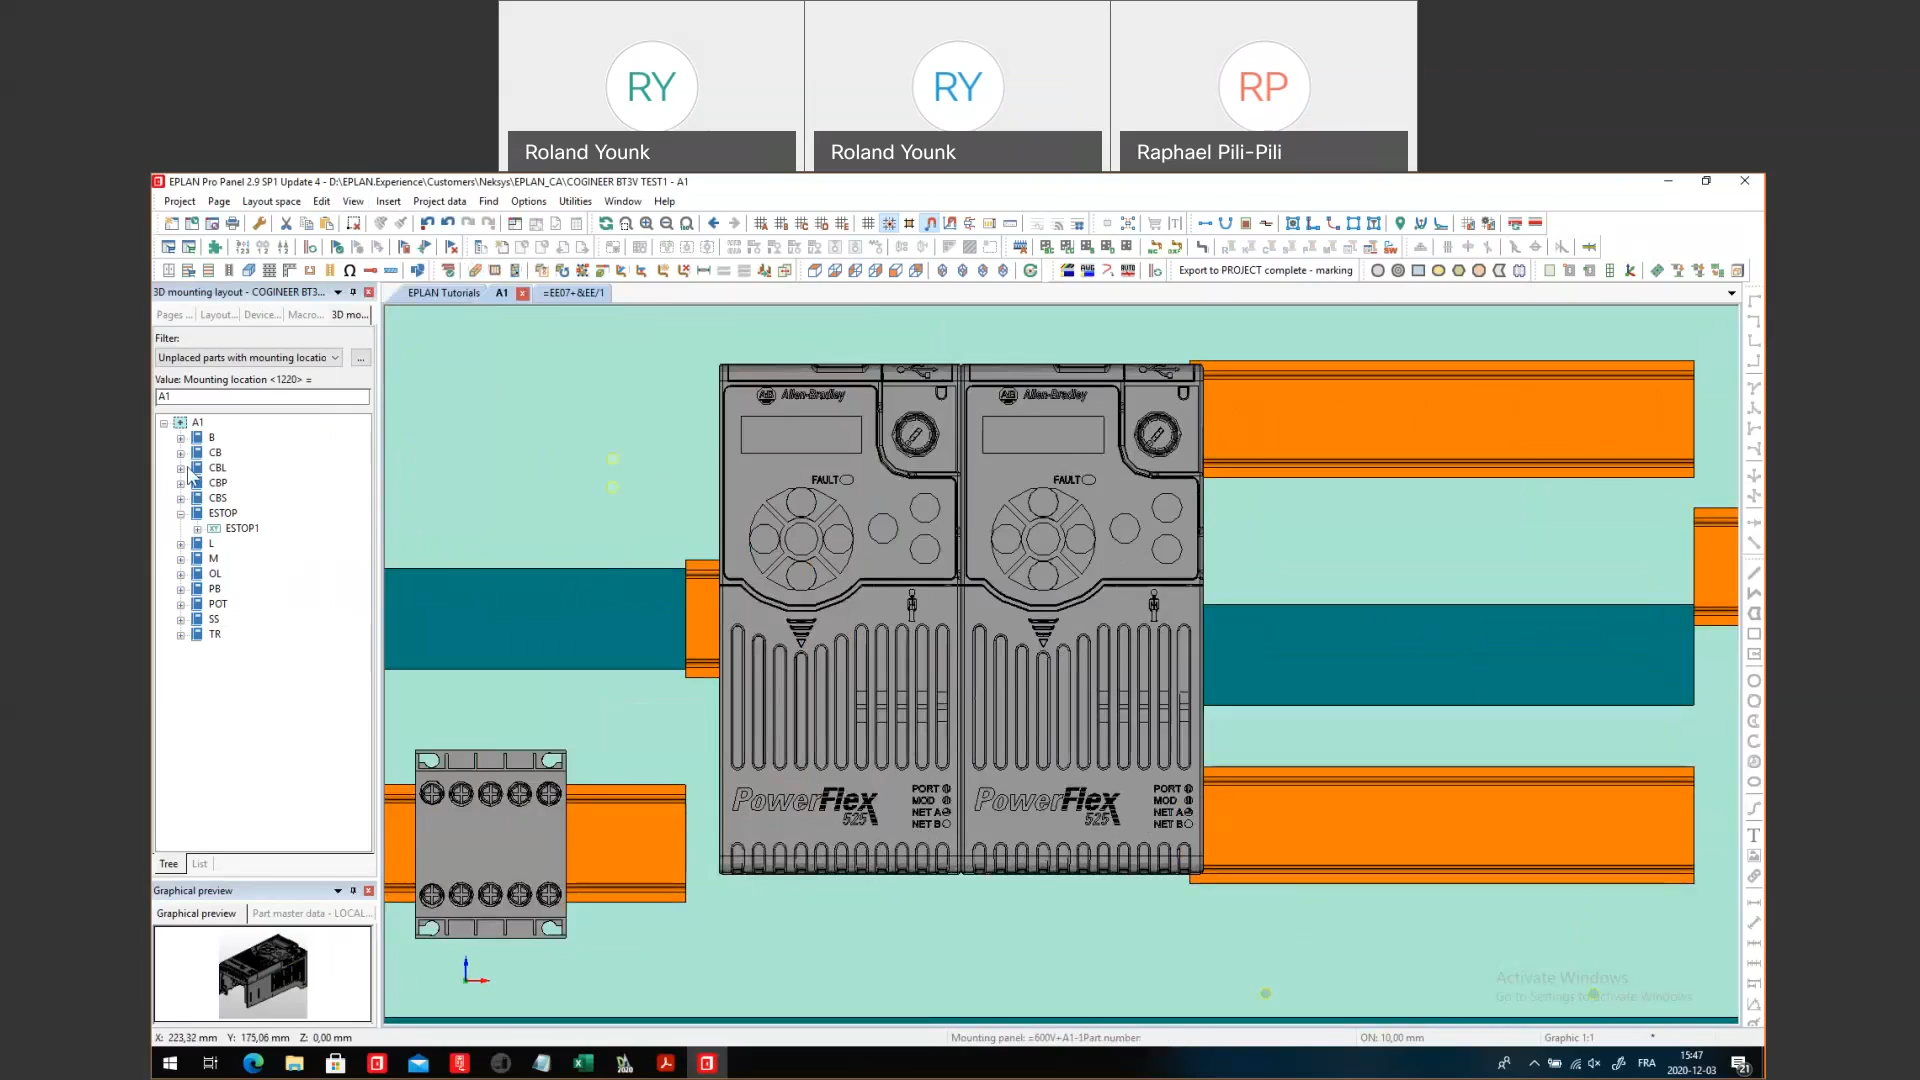 RY
RY
RP
Roland Younk
Roland Younk
Raphael Pili-Pili
EPLAN Pro Panel 2.9 SP1 Update 4 - D:\EPLAN.Experience\Customers\Neksys\EPLAN_CA\COGINEER BT3V TEST1 - A1
Project Page Layout space Edit View Insert Project data Find Options Utilities Window Help
Export to PROJECT complete - marking
3D mounting layout - COGINEER BT3...
EPLAN Tutorials A1 =EE07+&EE/1
Pages ... Layout... Device... Macro... 3D mo...
Filter:
Unplaced parts with mounting locatio
...
Value: Mounting location <1220> =
A1
A1
B
CB
CBL
CBP
CBS
ESTOP
ESTOP1
L
M
OL
PB
POT
SS
TR
Tree List
Graphical preview
Graphical preview Part master data - LOCAL...
Allen-Bradley
FAULT
PowerFlex
525
PORT
MOD
NET A
NET B
Allen-Bradley
FAULT
PowerFlex
525
PORT
MOD
NET A
NET B
Activate Windows
Go to Settings to activate Windows
X: 223,32 mm Y: 175,06 mm Z: 0,00 mm
Mounting panel: =600V+A1-1Part number
ON: 10,00 mm
Graphic 1:1
*
FRA
15:47
2020-12-03
21